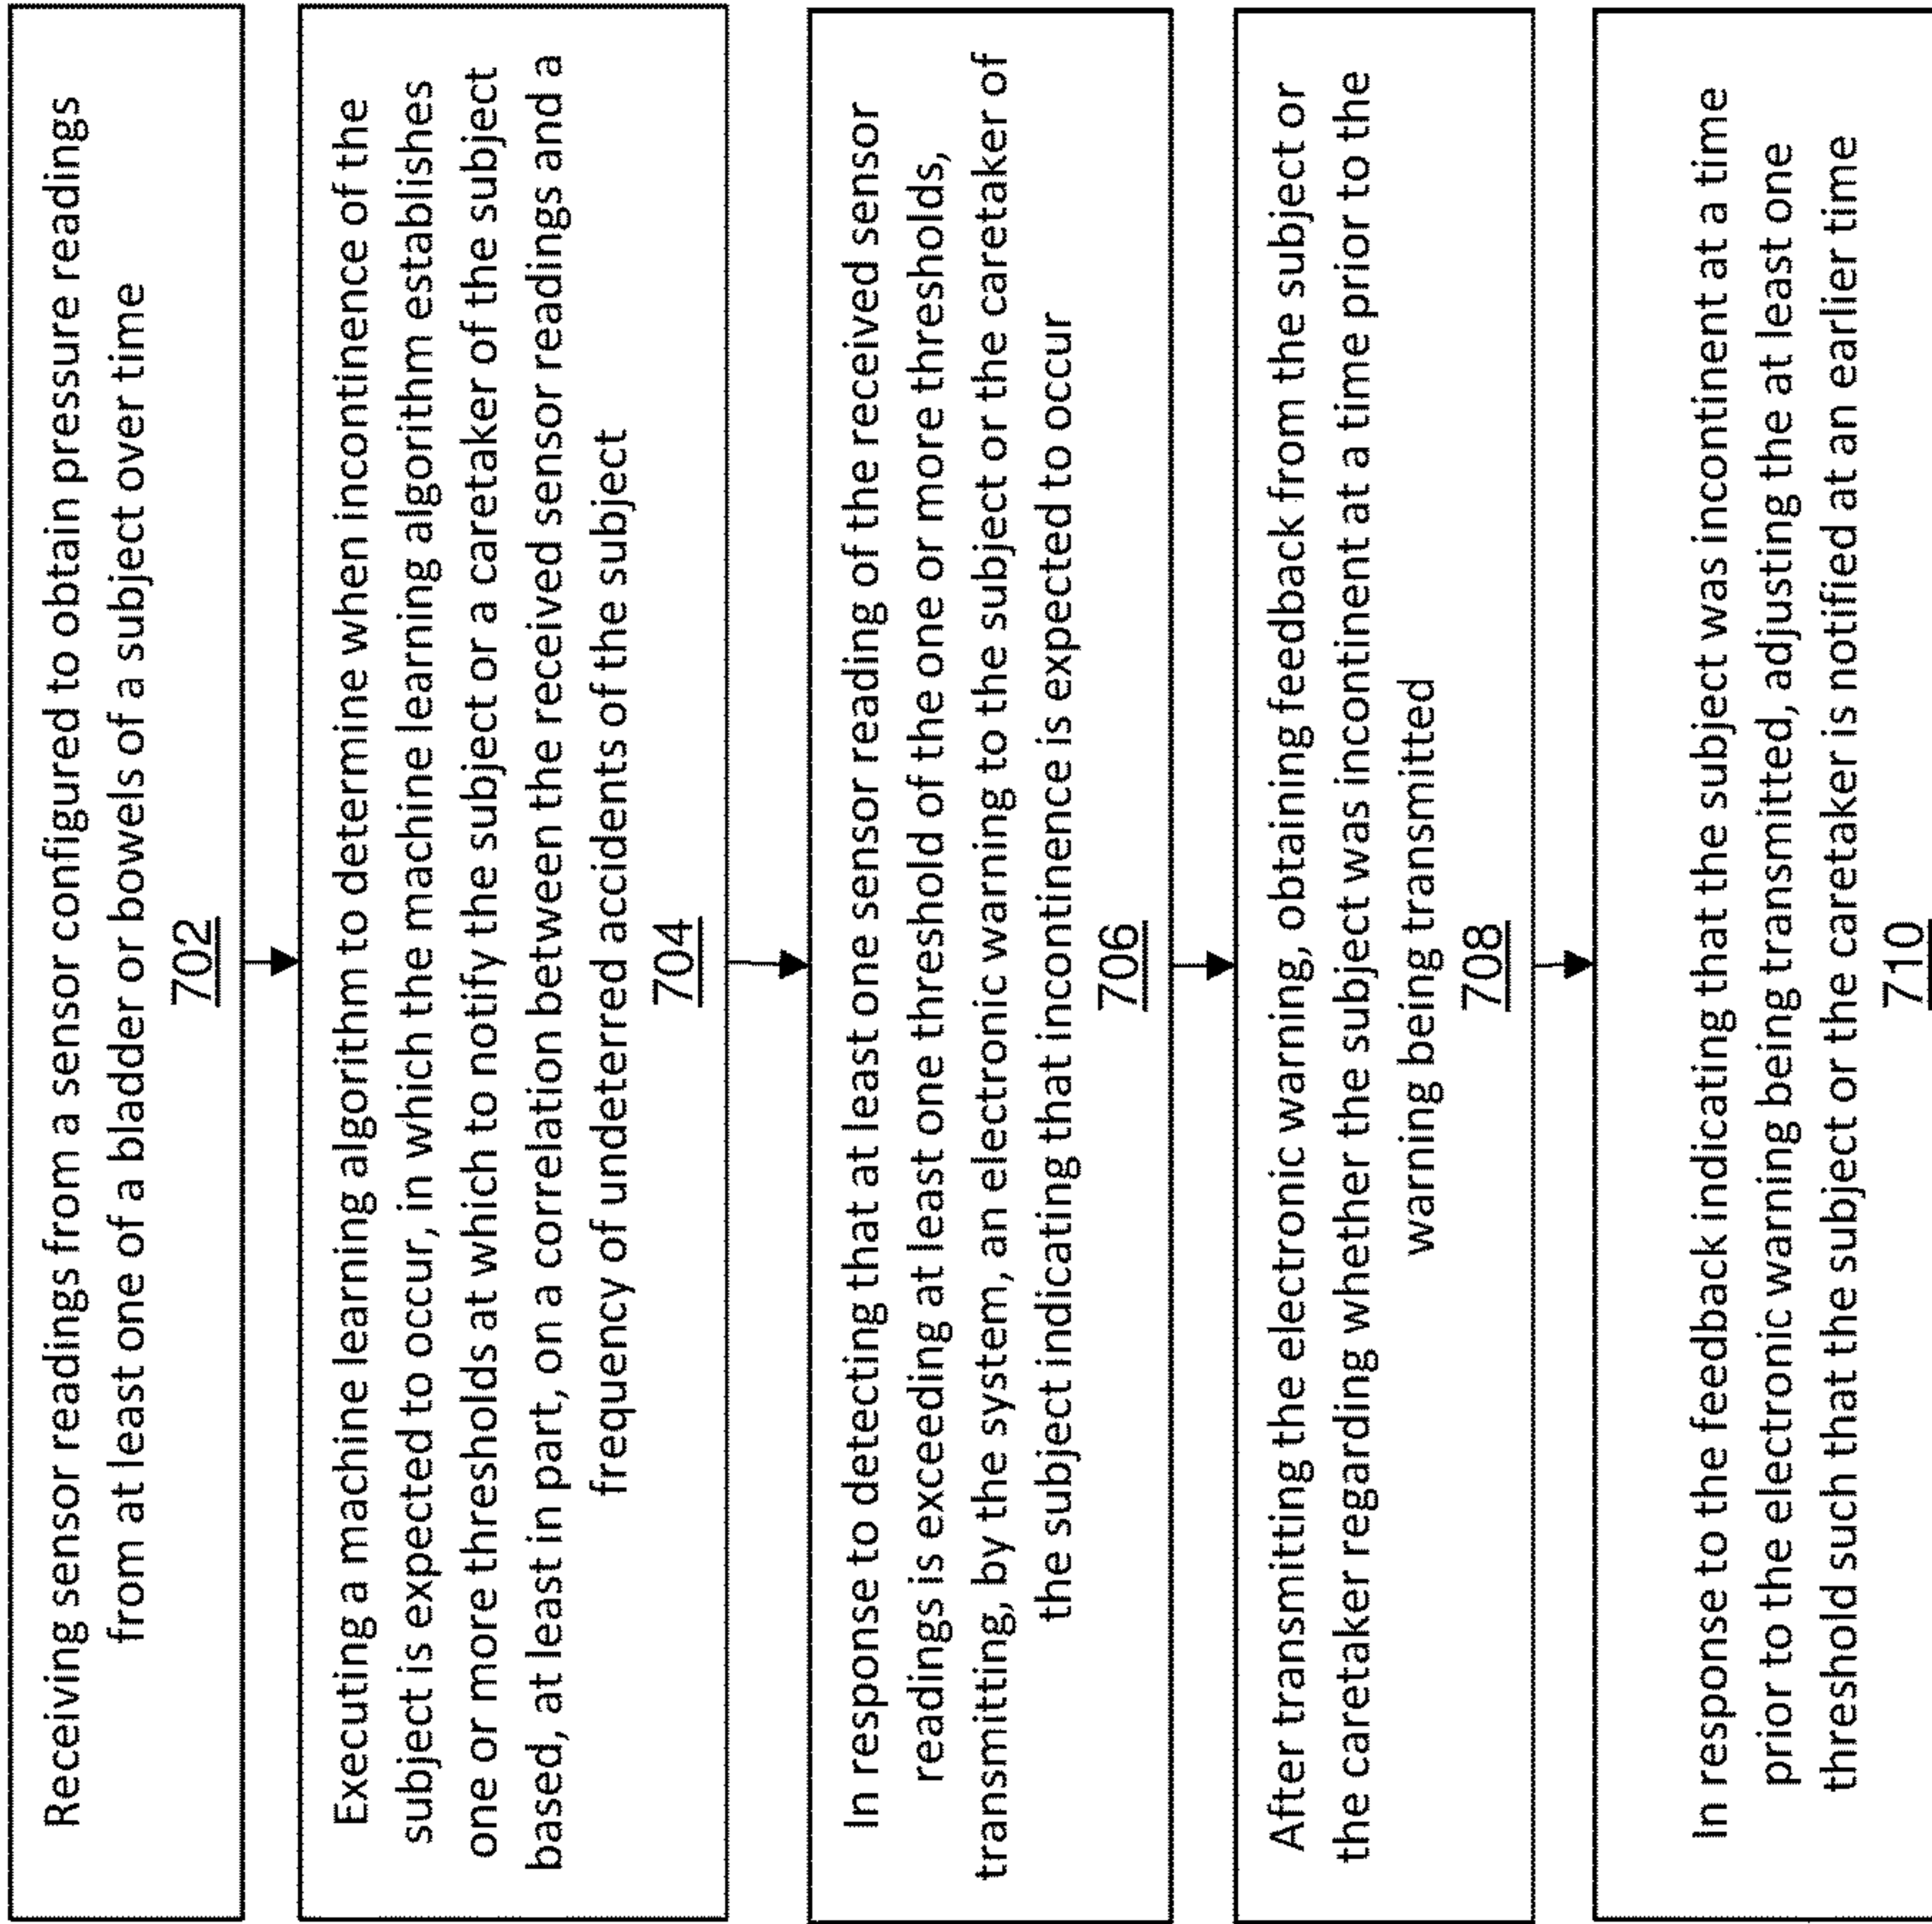 Receiving sensor readings from a sensor configured to obtain pressure readings
from at least one of a bladder or bowels of a subject over time
702
Executing a machine learning algorithm to determine when incontinence of the
subject is expected to occur, in which the machine learning algorithm establishes
one or more thresholds at which to notify the subject or a caretaker of the subject
based, at least in part, on a correlation between the received sensor readings and a
frequency of undeterred accidents of the subject
704
In response to detecting that at least one sensor reading of the received sensor
readings is exceeding at least one threshold of the one or more thresholds,
transmitting, by the system, an electronic warning to the subject or the caretaker of
the subject indicating that incontinence is expected to occur
706
After transmitting the electronic warning, obtaining feedback from the subject or
the caretaker regarding whether the subject was incontinent at a time prior to the
warning being transmitted
708
In response to the feedback indicating that the subject was incontinent at a time
prior to the electronic warning being transmitted, adjusting the at least one
threshold such that the subject or the caretaker is notified at an earlier time
710